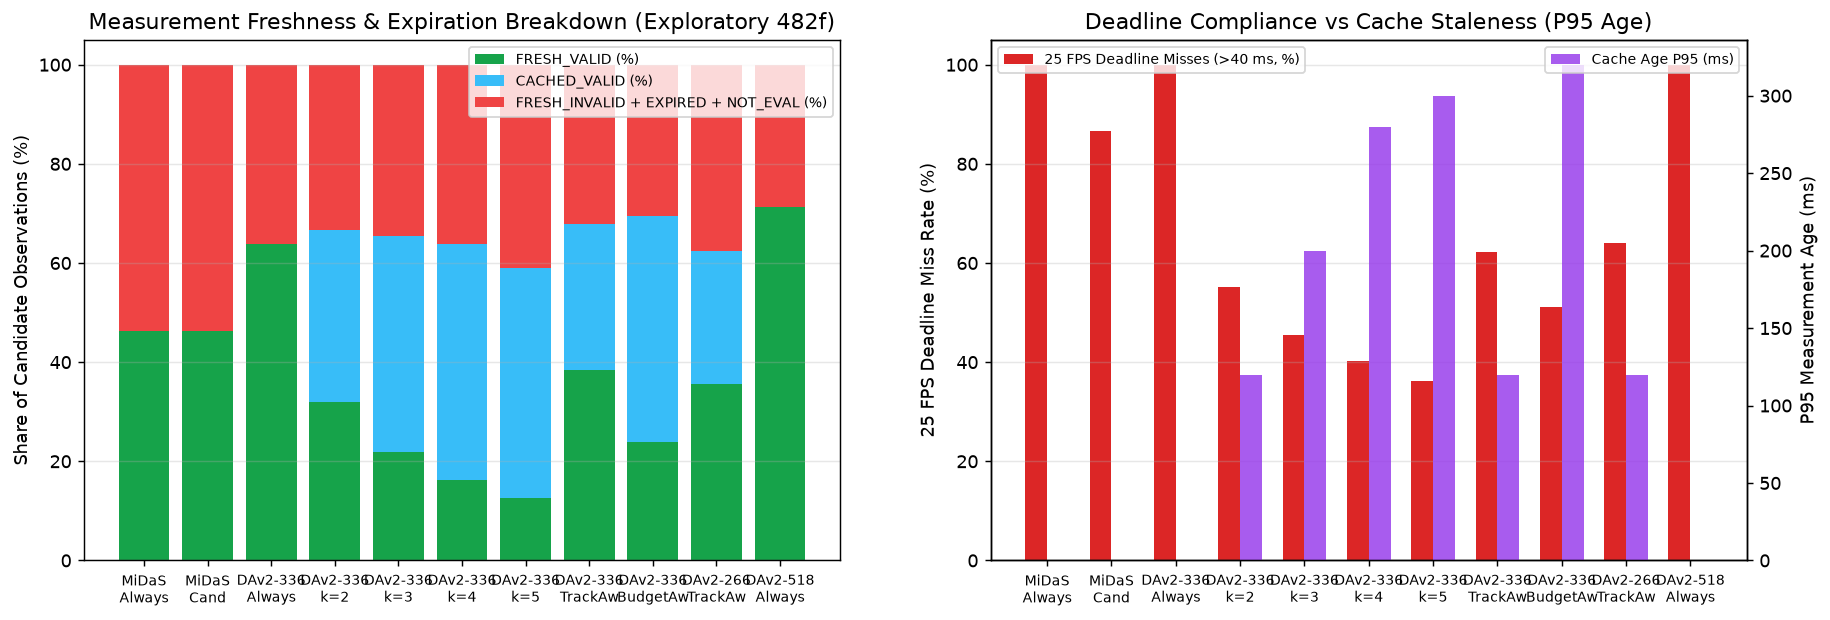 Measurement Freshness & Expiration Breakdown (Exploratory 482f)
FRESH_VALID (%)
CACHED_VALID (%)
FRESH_INVALID + EXPIRED + NOT_EVAL (%)
Share of Candidate Observations (%)
100
80
60
40
20
0
MiDaS Always
MiDaS Cand
DAv2-336 Always
DAv2-336 k=2
DAv2-336 k=3
DAv2-336 k=4
DAv2-336 k=5
DAv2-336 TrackAw
DAv2-336 BudgetAw
DAv2-266 TrackAw
DAv2-518 Always
Deadline Compliance vs Cache Staleness (P95 Age)
25 FPS Deadline Misses (>40 ms, %)
Cache Age P95 (ms)
25 FPS Deadline Miss Rate (%)
100
80
60
40
20
0
P95 Measurement Age (ms)
300
250
200
150
100
50
0
MiDaS Always
MiDaS Cand
DAv2-336 Always
DAv2-336 k=2
DAv2-336 k=3
DAv2-336 k=4
DAv2-336 k=5
DAv2-336 TrackAw
DAv2-336 BudgetAw
DAv2-266 TrackAw
DAv2-518 Always